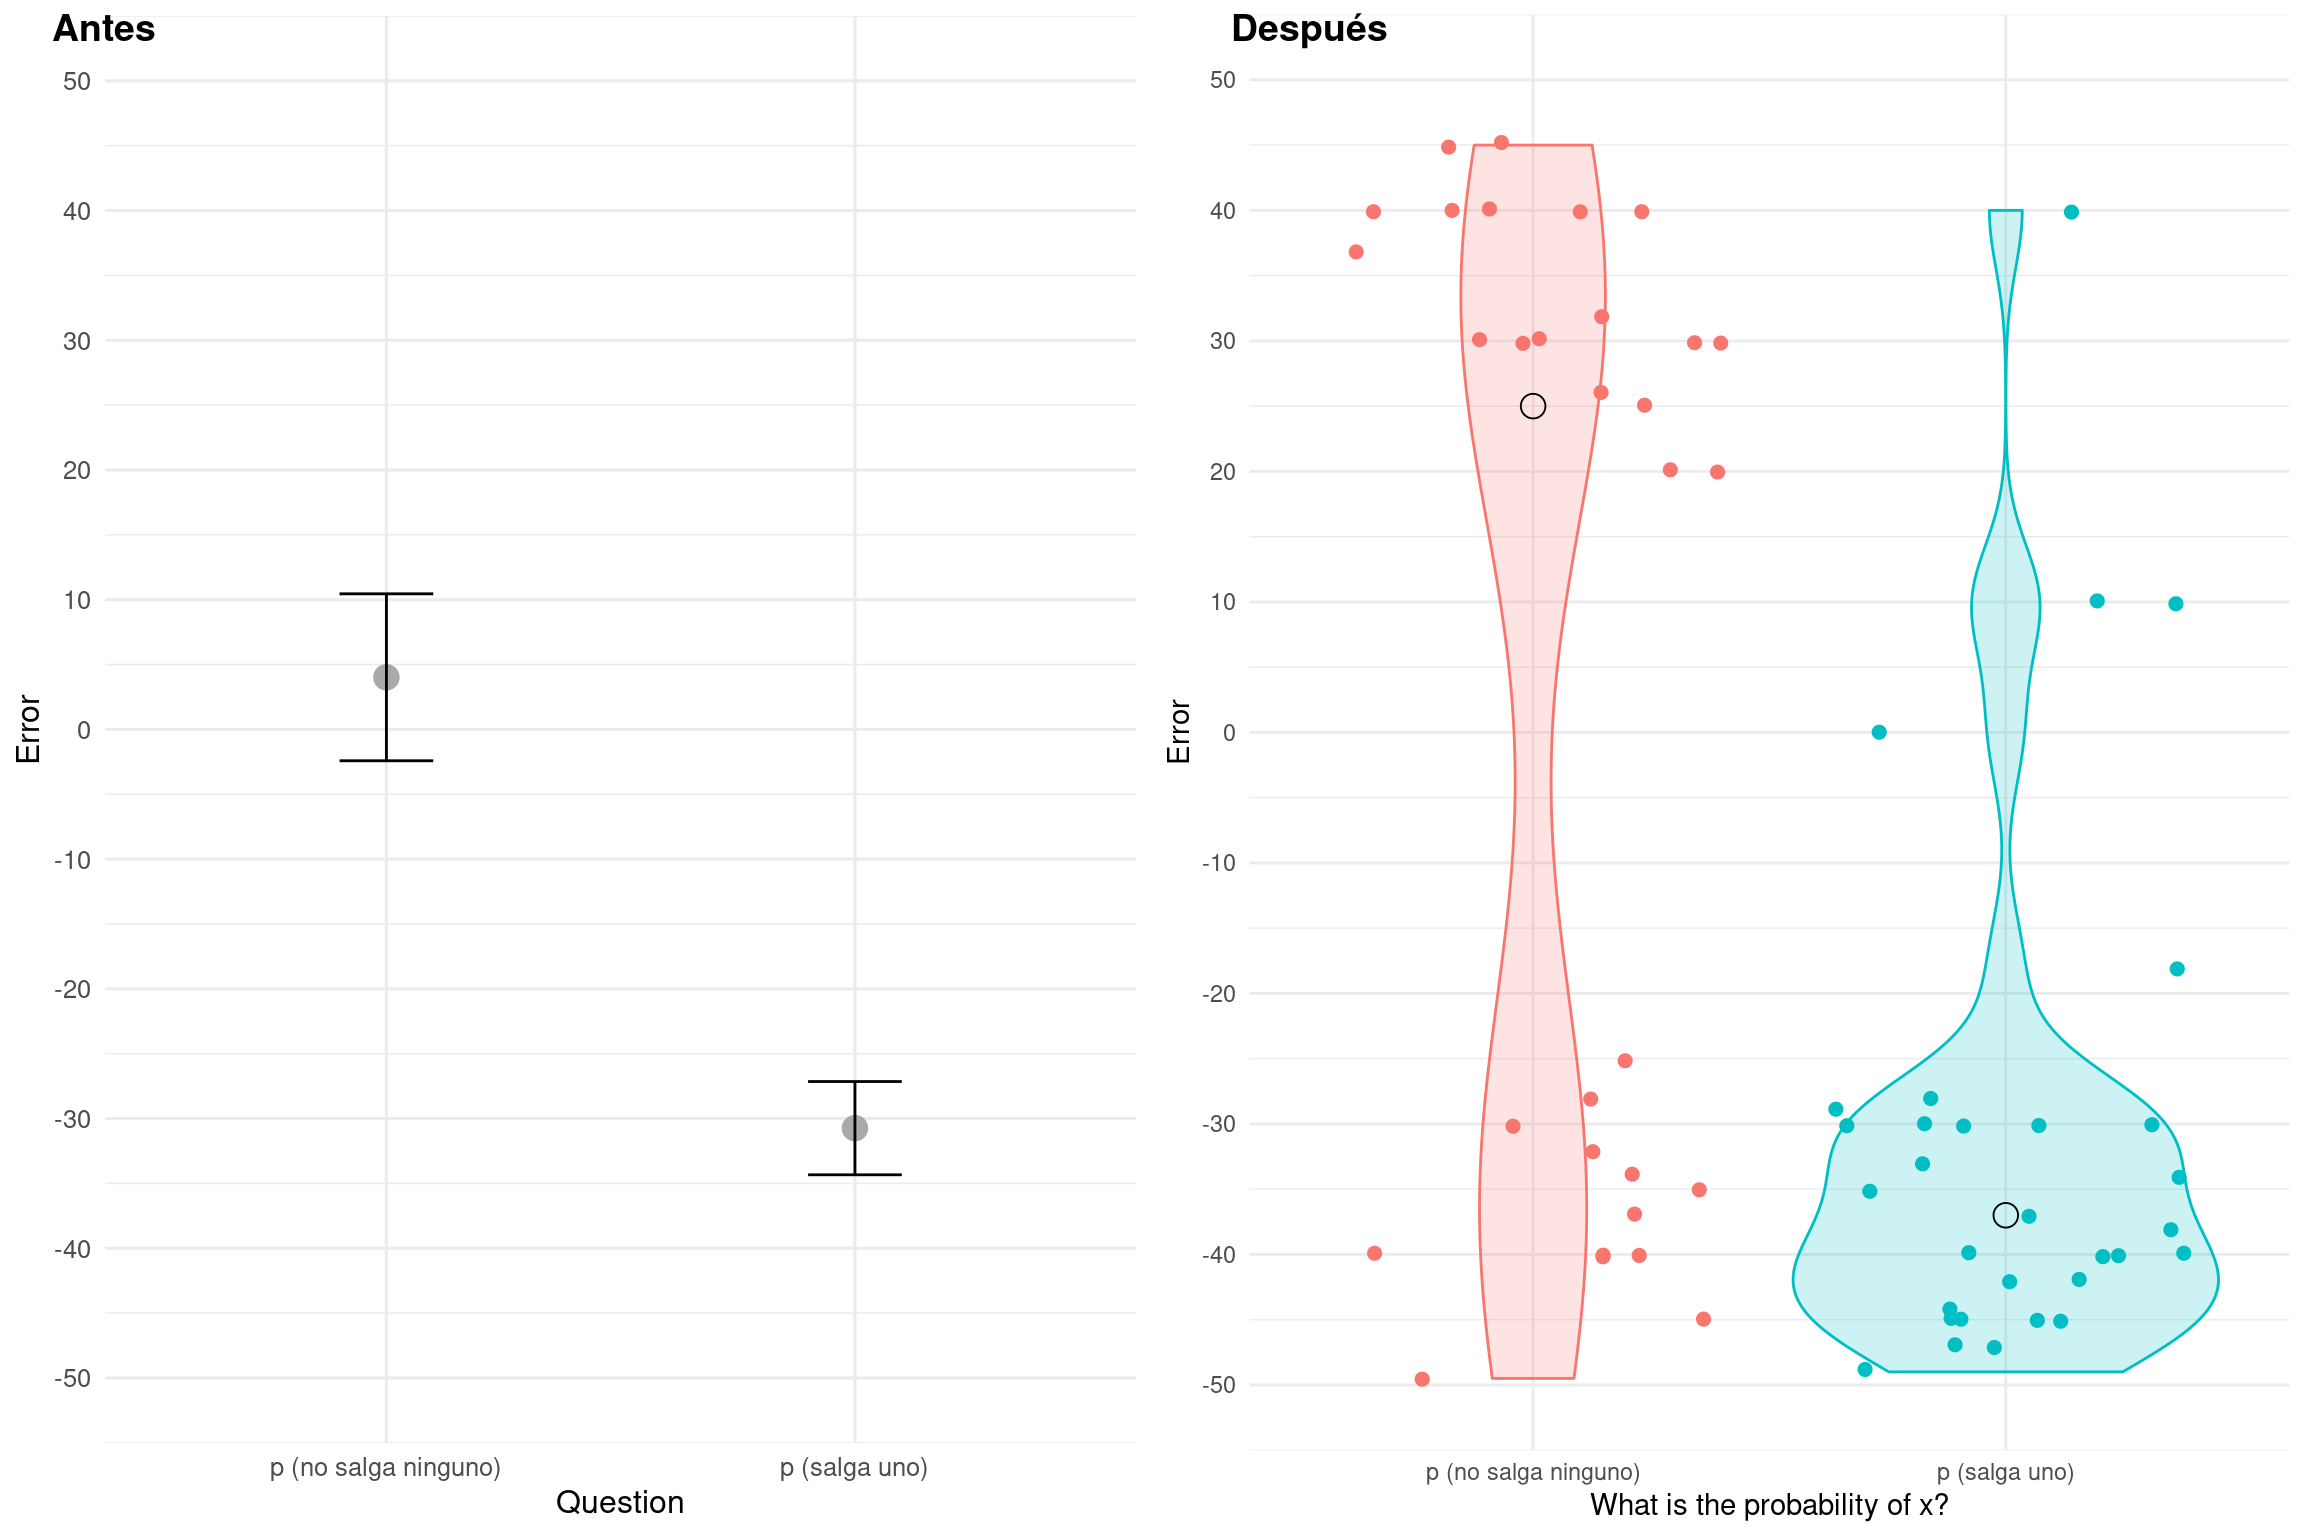 Antes
50
40
30
20
10
0
-10
-20
-30
-40
-50
Error
p (no salga ninguno)
p (salga uno)
Question
Después
50
40
30
20
10
0
-10
-20
-30
-40
-50
Error
p (no salga ninguno)
p (salga uno)
What is the probability of x?